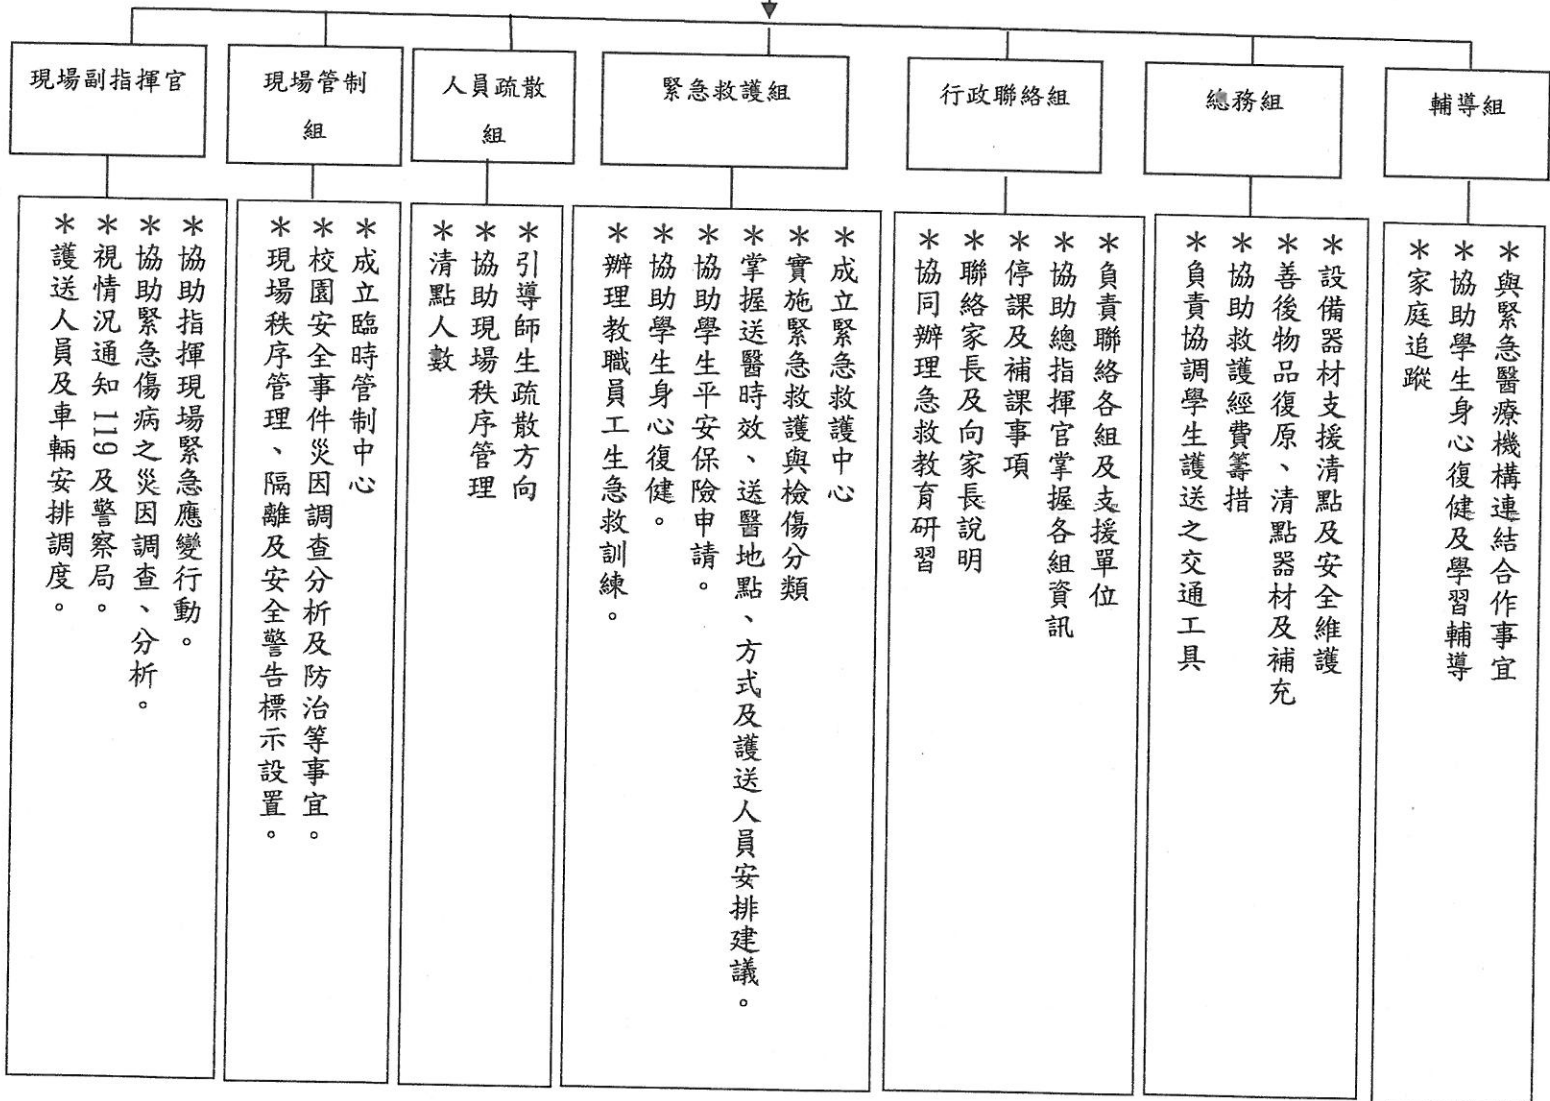 現場副指揮官
現場管制
組
人員疏散
組
緊急救護組
行政聯絡組
總務組
輔導組
＊協助指揮現場緊急應變行動。
＊協助緊急傷病之災因調查、分析。
＊視情況通知119及警察局。
＊護送人員及車輛安排調度。
＊成立臨時管制中心
＊校園安全事件災因調查分析及防治等事宜。
＊現場秩序管理、隔離及安全警告標示設置。
＊引導師生疏散方向
＊協助現場秩序管理
＊清點人數
＊成立緊急救護中心
＊實施緊急救護與檢傷分類
＊掌握送醫時效、送醫地點、方式及護送人員安排建議。
＊協助學生平安保險申請。
＊協助學生身心復健。
＊辦理教職員工生急救訓練。
＊負責聯絡各組及支援單位
＊協助總指揮官掌握各組資訊
＊停課及補課事項
＊聯絡家長及向家長說明
＊協同辦理急救教育研習
＊設備器材支援清點及安全維護
＊善後物品復原、清點器材及補充
＊協助救護經費籌措
＊負責協調學生護送之交通工具
＊與緊急醫療機構連結合作事宜
＊協助學生身心復健及學習輔導
＊家庭追蹤